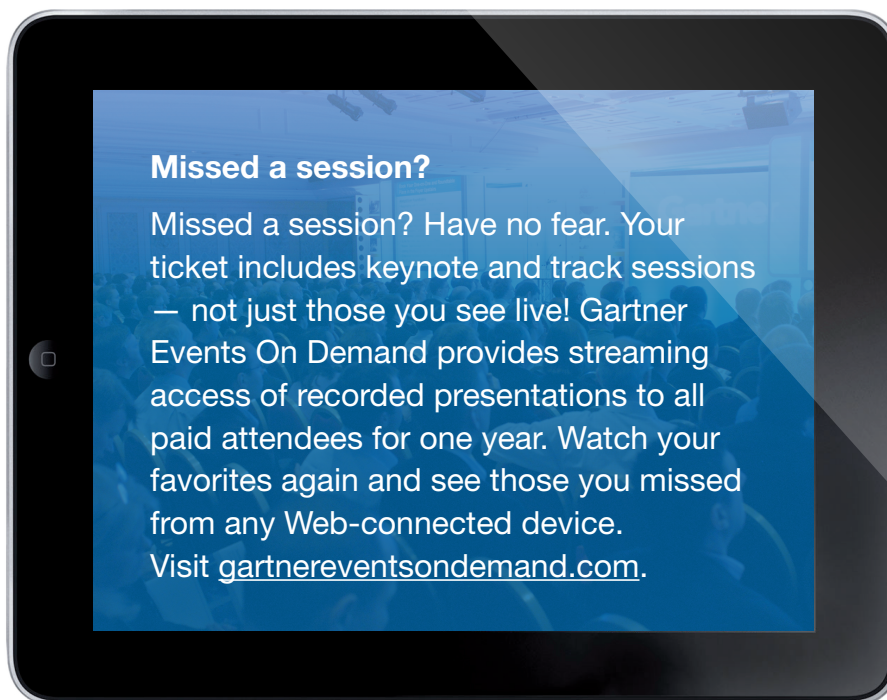 Missed a session?
Missed a session? Have no fear. Your
ticket includes keynote and track sessions
— not just those you see live! Gartner
Events On Demand provides streaming
access of recorded presentations to all
paid attendees for one year. Watch your
favorites again and see those you missed
from any Web-connected device.
Visit gartnereventsondemand.com.